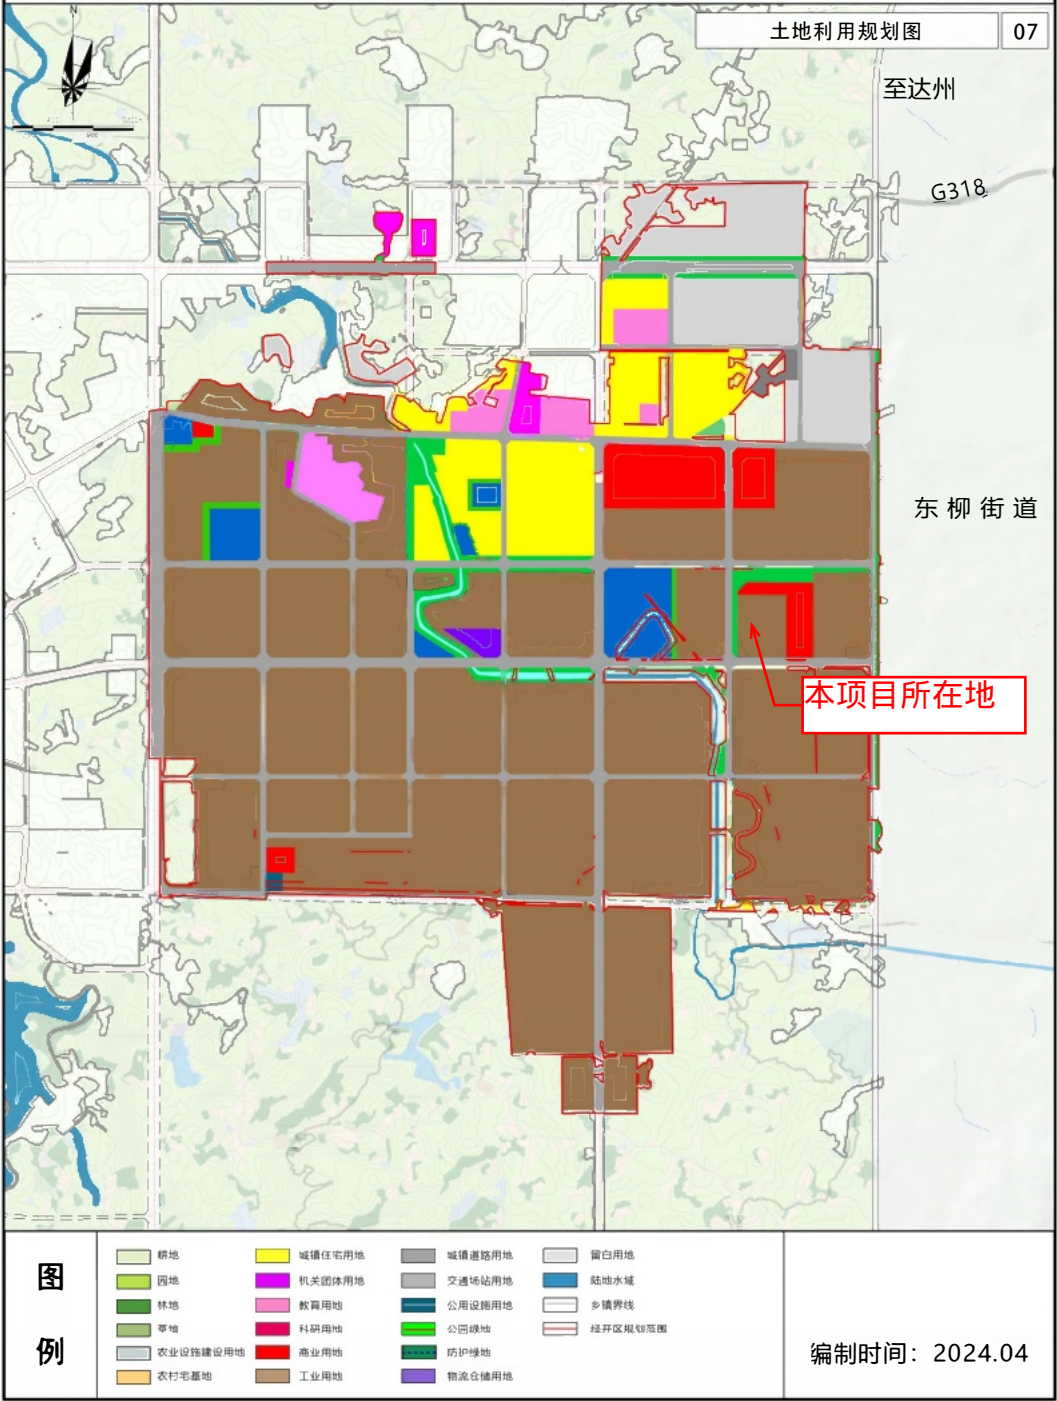 土地利用规划图
07
N
至达州
G318
东柳街道
本项目所在地
图例
耕地
园地
林地
草地
农业设施建设用地
农村宅基地
城镇住宅用地
机关团体用地
教育用地
科研用地
商业用地
工业用地
城镇道路用地
交通场站用地
公用设施用地
公园绿地
防护绿地
物流仓储用地
留白用地
陆地水域
乡镇界线
经开区规划范围
编制时间：2024.04